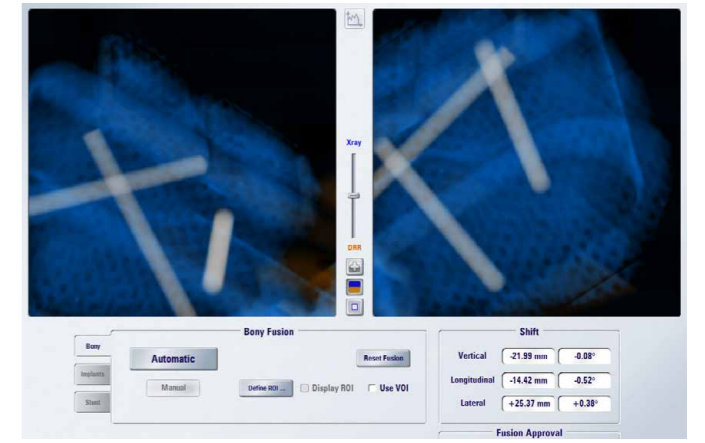 Xray
DRR
Bony Fusion
Bony
Implants
Stent
Automatic
Reset Fusion
Manual
Define ROI ...
Display ROI
Use VOI
Shift
Vertical -21.99 mm -0.08°
Longitudinal -14.42 mm -0.52°
Lateral +25.37 mm +0.38°
Fusion Approval